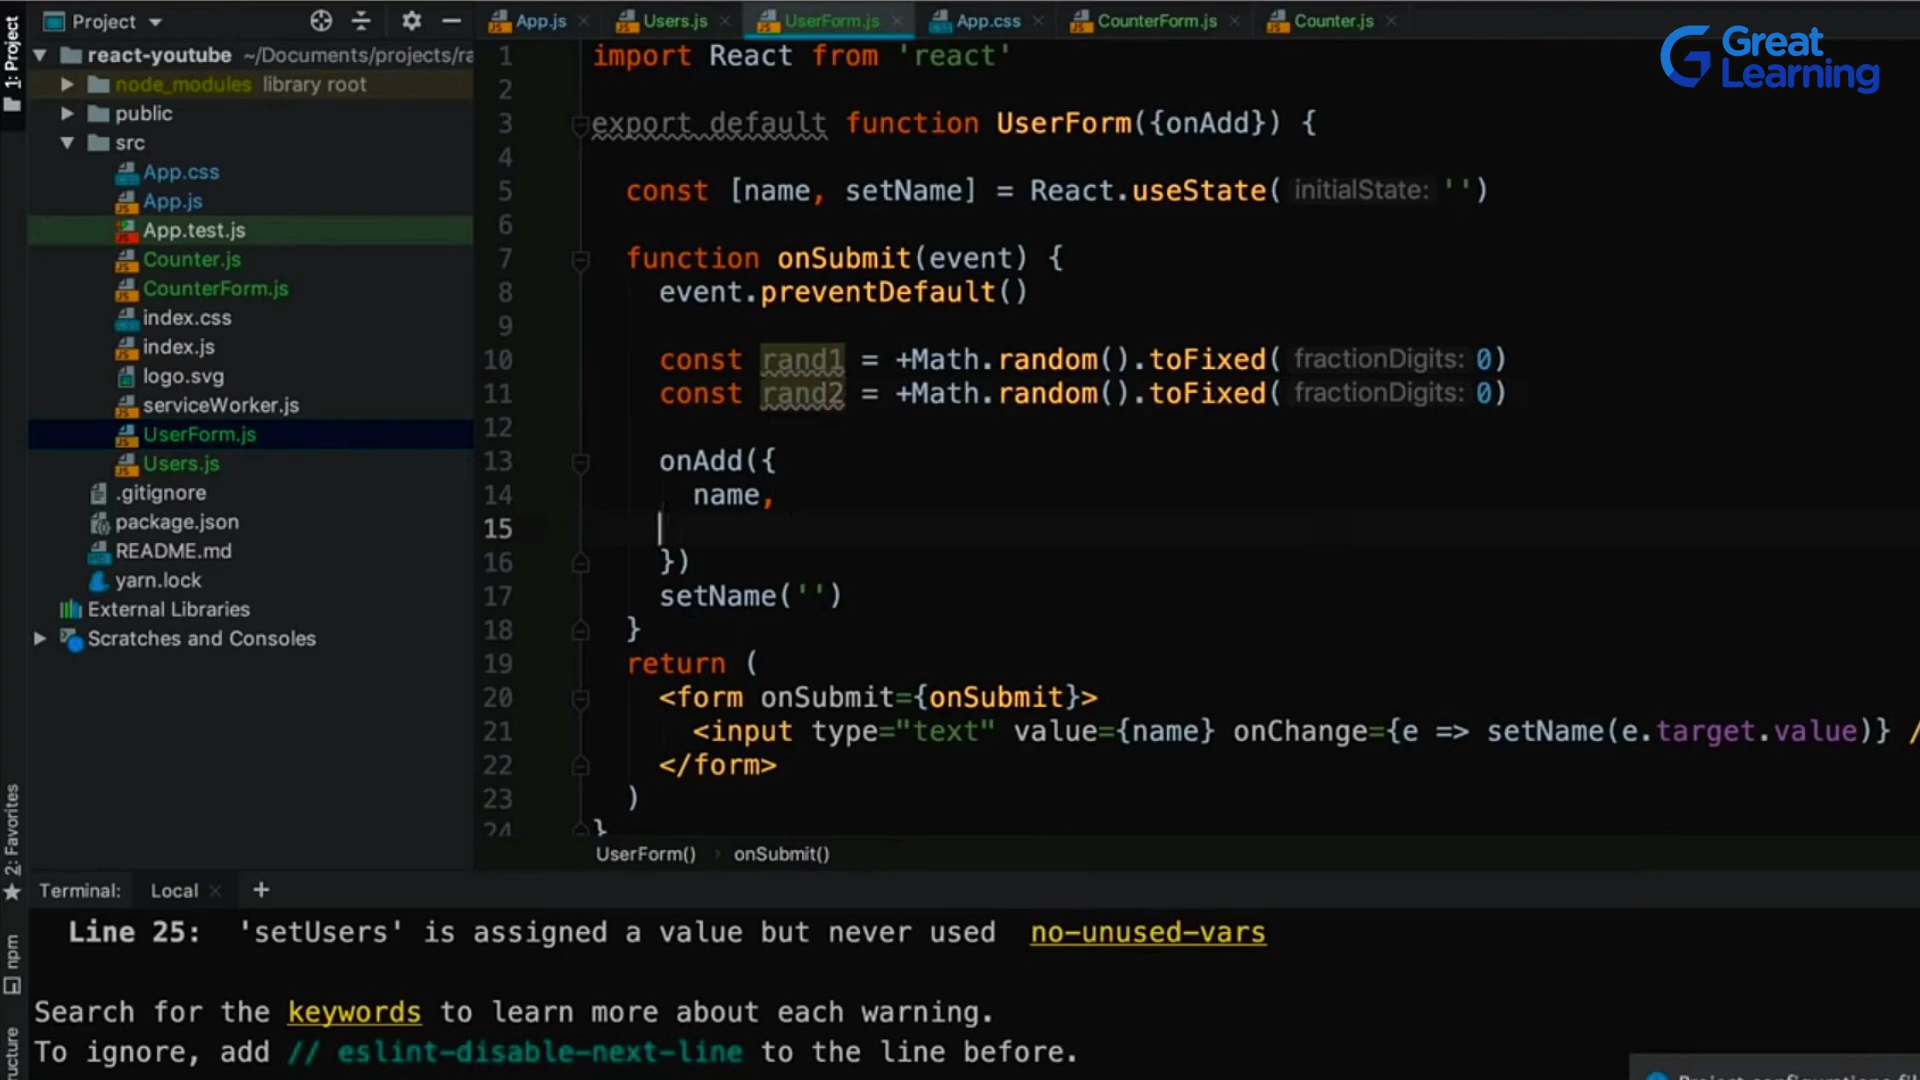 Project
App.js
Users.js
UserForm.js
App.css
CounterForm.js
Counter.js
Great
Learning
1: Project
react-youtube ~/Documents/projects/ra
node_modules library root
public
src
App.css
App.js
App.test.js
Counter.js
CounterForm.js
index.css
index.js
logo.svg
serviceWorker.js
UserForm.js
Users.js
.gitignore
package.json
README.md
yarn.lock
External Libraries
Scratches and Consoles
1 import React from 'react'
2
3 export default function UserForm({onAdd}) {
4
5 const [name, setName] = React.useState( initialState: '')
6
7 function onSubmit(event) {
8 event.preventDefault()
9
10 const rand1 = +Math.random().toFixed( fractionDigits: 0)
11 const rand2 = +Math.random().toFixed( fractionDigits: 0)
12
13 onAdd({
14 name,
15
16 })
17 setName('')
18 }
19 return (
20 <form onSubmit={onSubmit}>
21 <input type="text" value={name} onChange={e => setName(e.target.value)} /
22 </form>
23 )
24 }
UserForm() › onSubmit()
2: Favorites
npm
ructure
Terminal: Local +
Line 25: 'setUsers' is assigned a value but never used no-unused-vars
Search for the keywords to learn more about each warning.
To ignore, add // eslint-disable-next-line to the line before.
Project configurations fil